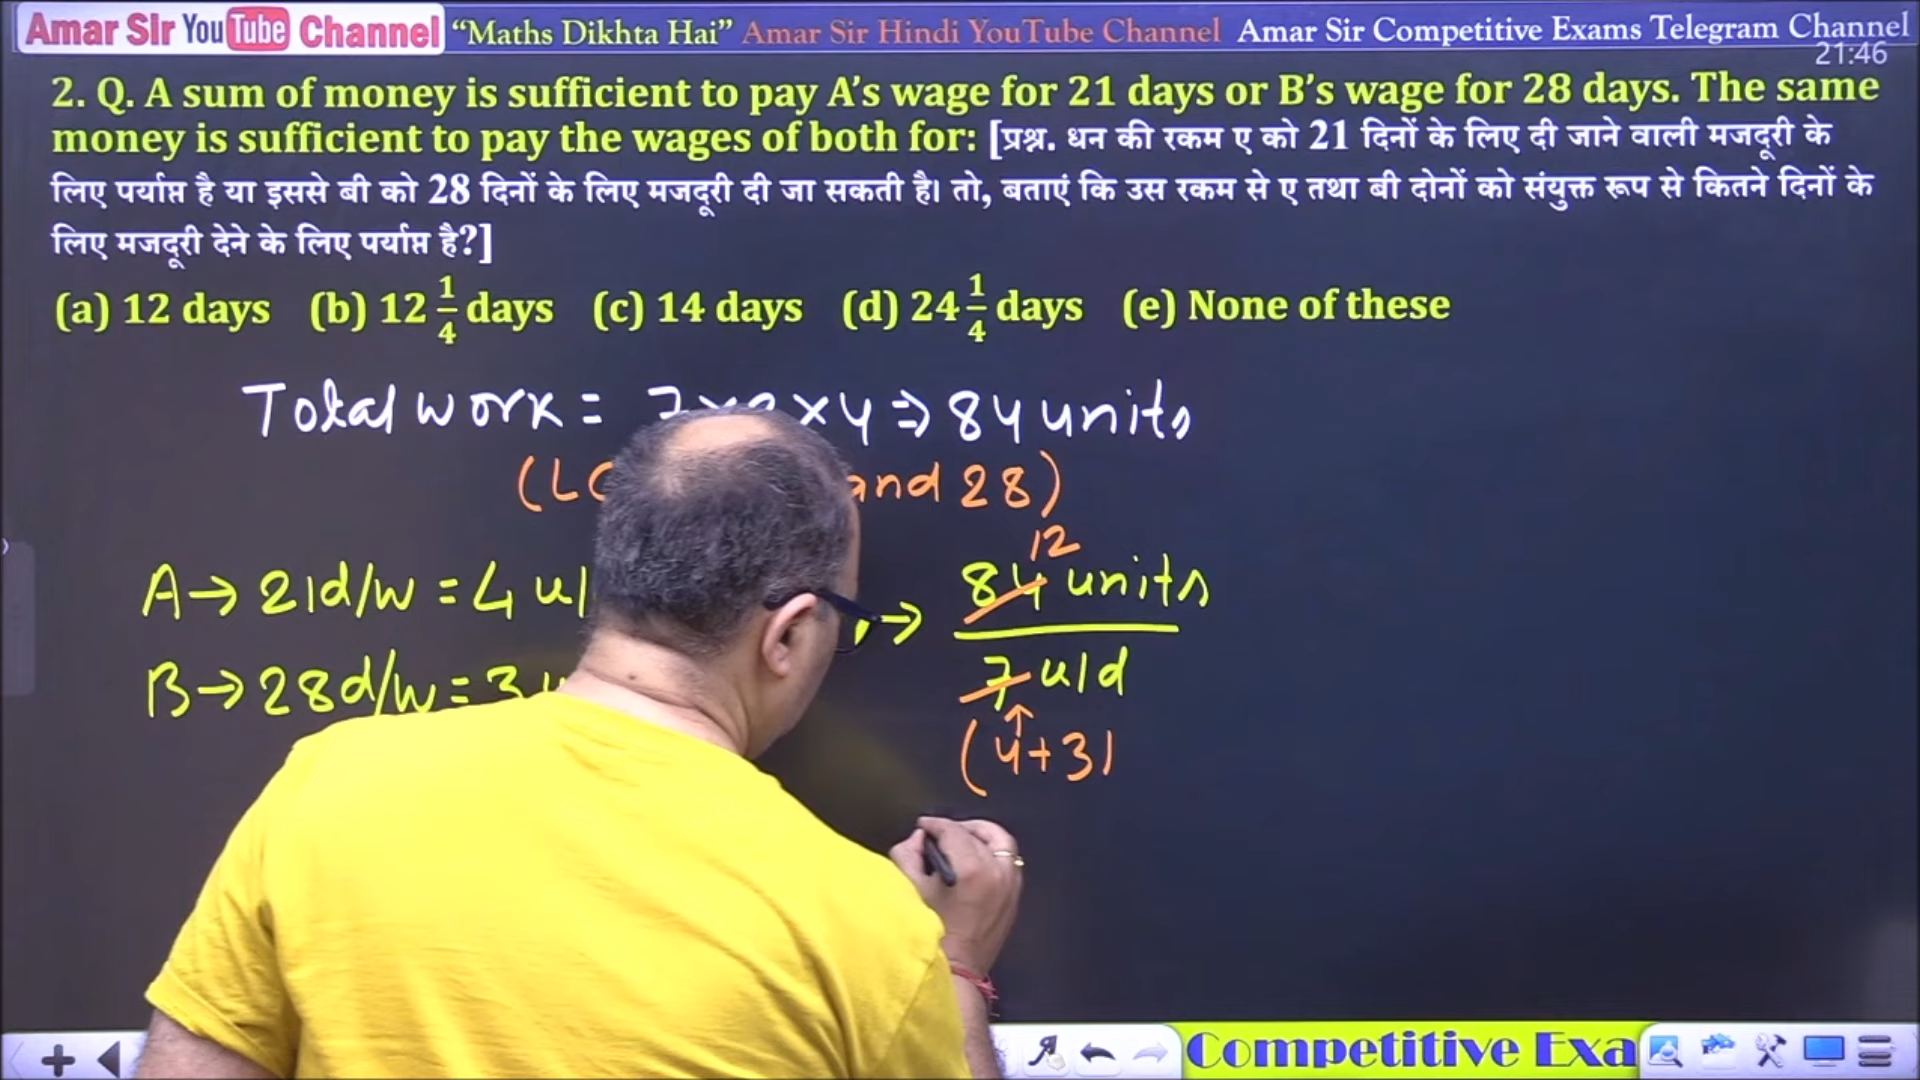 Amar Sir YouTube Channel "Maths Dikhta Hai" Amar Sir Hindi YouTube Channel Amar Sir Competitive Exams Telegram Channel
21:46
2. Q. A sum of money is sufficient to pay A's wage for 21 days or B's wage for 28 days. The same
money is sufficient to pay the wages of both for: [प्रश्न. धन की रकम ए को 21 दिनों के लिए दी जाने वाली मजदूरी के
लिए पर्याप्त है या इससे बी को 28 दिनों के लिए मजदूरी दी जा सकती है। तो, बताएं कि उस रकम से ए तथा बी दोनों को संयुक्त रूप से कितने दिनों के
लिए मजदूरी देने के लिए पर्याप्त है?]
(a) 12 days (b) 12 1/4 days (c) 14 days (d) 24 1/4 days (e) None of these
Total work = 7 × × 4 ⇒ 84 units
( and 28)
12
A → 21d/w = 4 u/ → 84 units
B → 28d/w = 3 u 7 u/d
↑
(4+3)
Competitive Exa